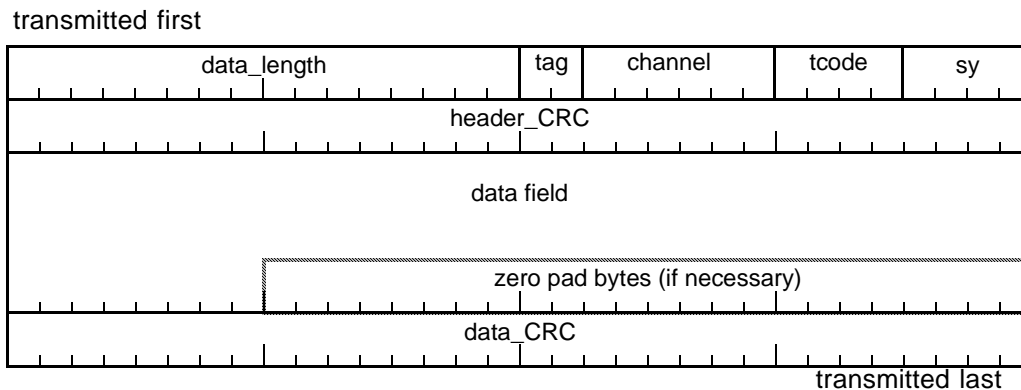 transmitted first
data_length tag channel tcode sy
header_CRC
data field
zero pad bytes (if necessary)
data_CRC
transmitted last